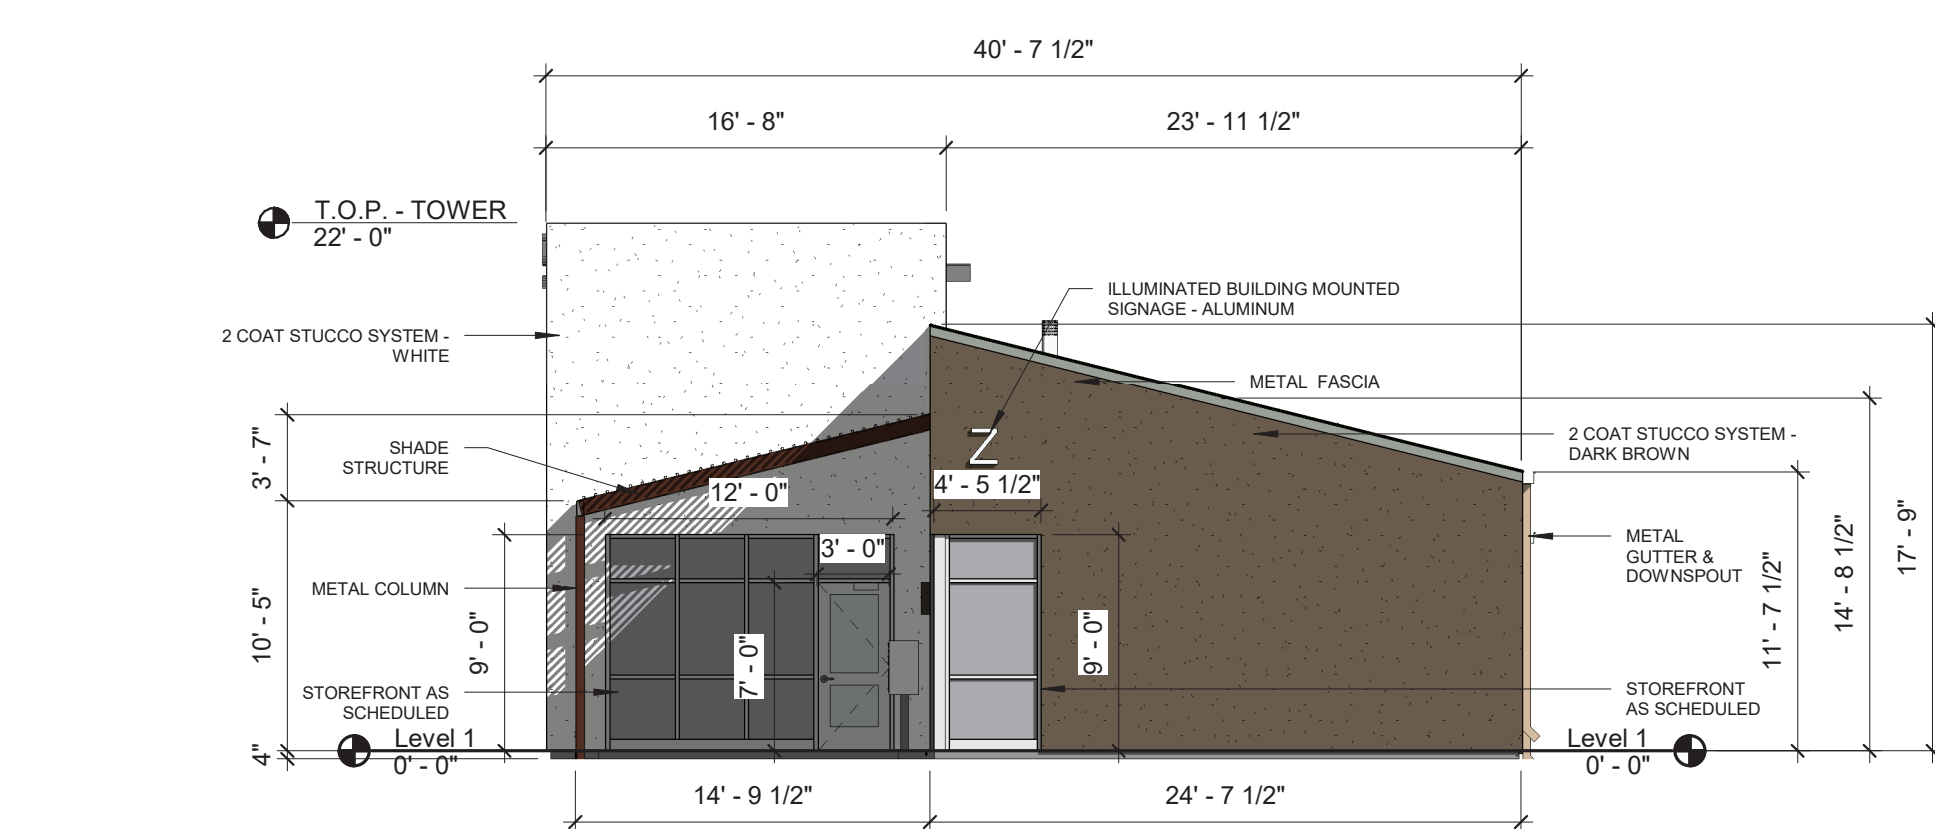 40' - 7 1/2"
16' - 8"
23' - 11 1/2"
T.O.P. - TOWER
22' - 0"
ILLUMINATED BUILDING MOUNTED
SIGNAGE - ALUMINUM
2 COAT STUCCO SYSTEM -
WHITE
METAL FASCIA
3' - 7"
SHADE
STRUCTURE
Z
2 COAT STUCCO SYSTEM -
DARK BROWN
12' - 0"
4' - 5 1/2"
3' - 0"
METAL COLUMN
10' - 5"
9' - 0"
7' - 0"
9' - 0"
METAL
GUTTER &
DOWNSPOUT
11' - 7 1/2"
14' - 8 1/2"
17' - 9"
STOREFRONT AS
SCHEDULED
STOREFRONT
AS SCHEDULED
4"
Level 1
0' - 0"
Level 1
0' - 0"
14' - 9 1/2"
24' - 7 1/2"